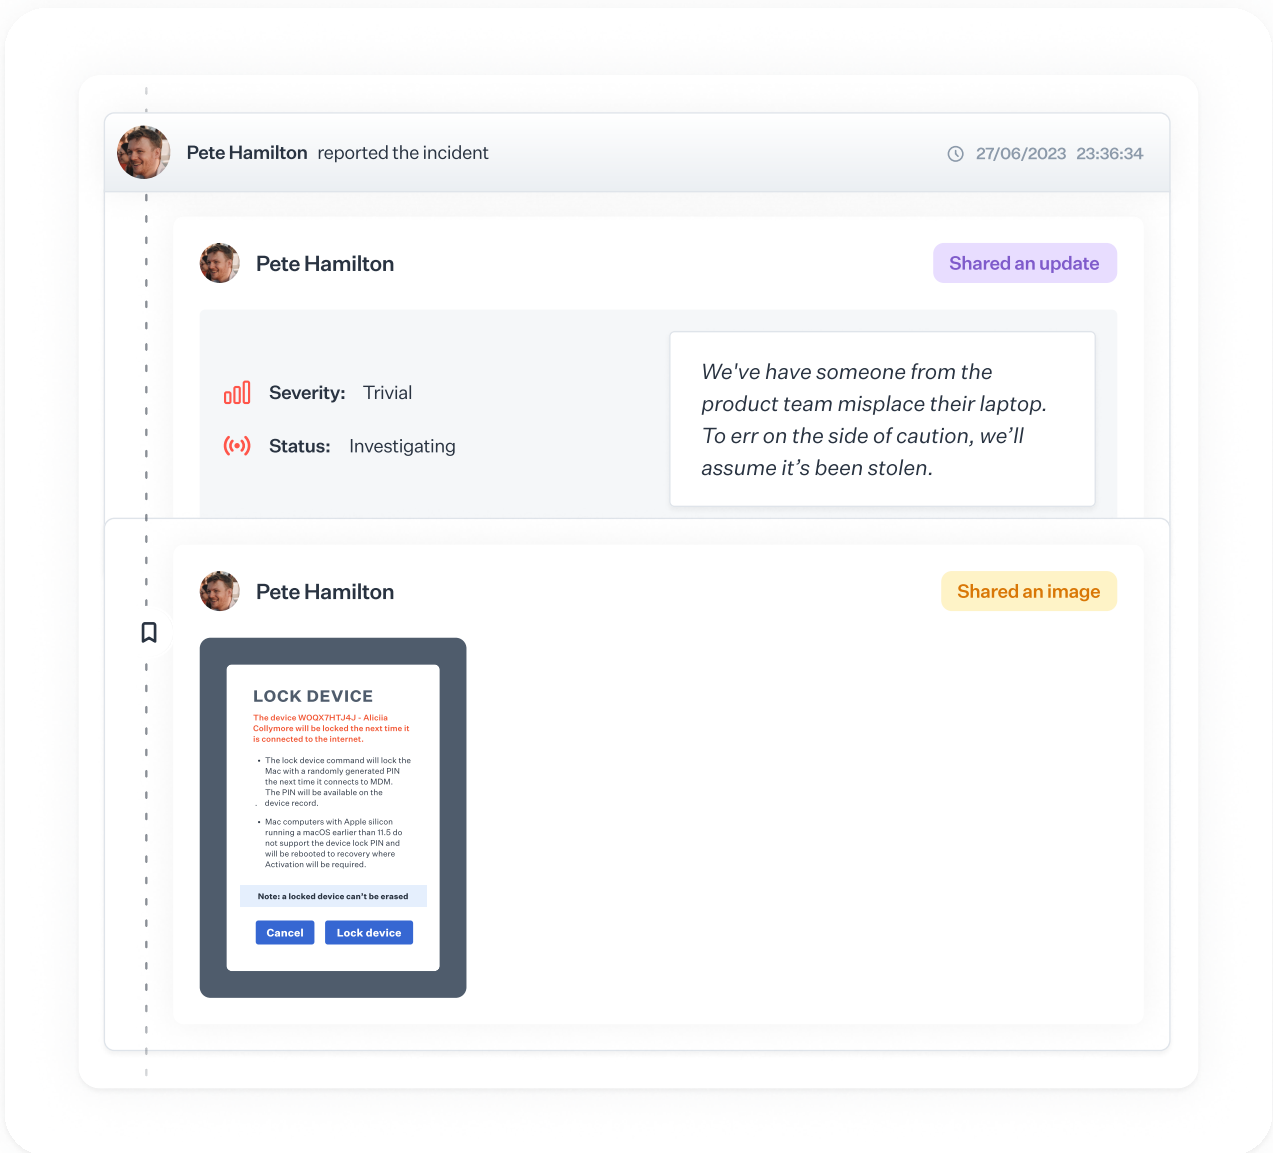 Pete Hamilton reported the incident 27/06/2023 23:36:34
Pete Hamilton Shared an update
Severity: Trivial
Status: Investigating
We've have someone from the
product team misplace their laptop.
To err on the side of caution, we’ll
assume it’s been stolen.
Pete Hamilton Shared an image
LOCK DEVICE
The device WOQX7HTJ4J - Aliciia
Collymore will be locked the next time it
is connected to the internet.
• The lock device command will lock the
Mac with a randomly generated PIN
the next time it connects to MDM.
The PIN will be available on the
. device record.
• Mac computers with Apple silicon
running a macOS earlier than 11.5 do
not support the device lock PIN and
will be rebooted to recovery where
Activation will be required.
Note: a locked device can't be erased
Cancel Lock device